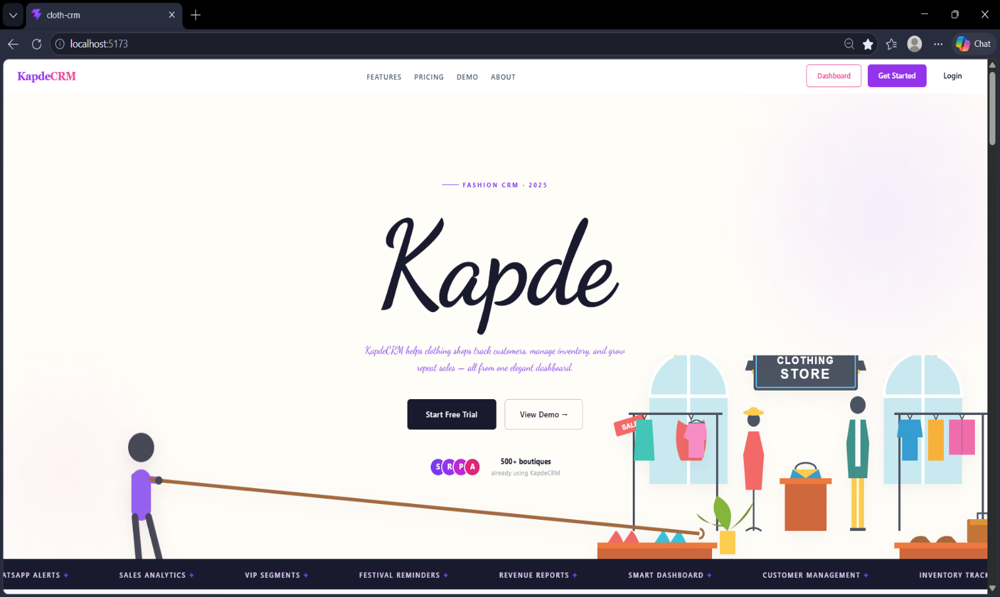 cloth-crm
localhost:5173
Chat
KapdeCRM
FEATURES PRICING DEMO ABOUT
Dashboard Get Started Login
FASHION CRM · 2025
Kapde
KapdeCRM helps clothing shops track customers, manage inventory, and grow
repeat sales — all from one elegant dashboard.
Start Free Trial View Demo →
S R P A
500+ boutiques
already using KapdeCRM
CLOTHING
STORE
SALE
ATSAPP ALERTS ✦ SALES ANALYTICS ✦ VIP SEGMENTS ✦ FESTIVAL REMINDERS ✦ REVENUE REPORTS ✦ SMART DASHBOARD ✦ CUSTOMER MANAGEMENT ✦ INVENTORY TRACK